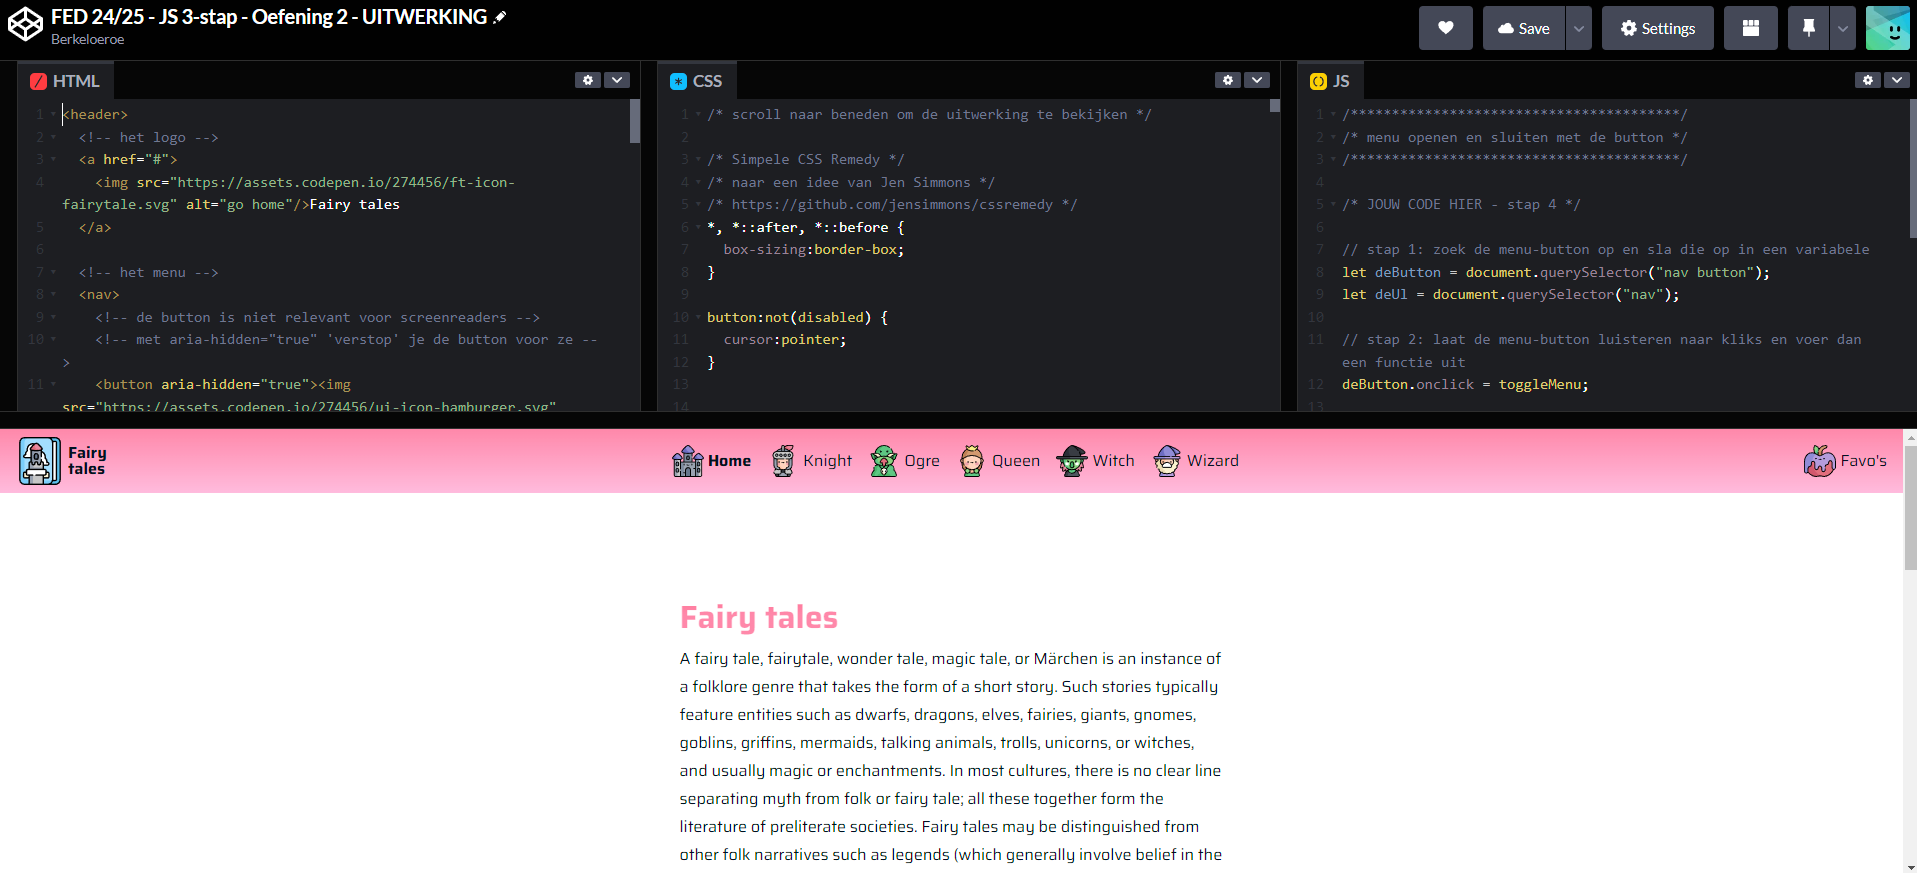 FED 24/25 - JS 3-stap - Oefening 2 - UITWERKING
Berkeloeroe
Save
Settings
HTML
1 <header>
2 <!-- het logo -->
3 <a href="#">
4 <img src="https://assets.codepen.io/274456/ft-icon-
fairytale.svg" alt="go home"/>Fairy tales
5 </a>
6
7 <!-- het menu -->
8 <nav>
9 <!-- de button is niet relevant voor screenreaders -->
10 <!-- met aria-hidden="true" 'verstop' je de button voor ze --
>
11 <button aria-hidden="true"><img
src="https://assets.codepen.io/274456/ui-icon-hamburger.svg"
CSS
1 /* scroll naar beneden om de uitwerking te bekijken */
2
3 /* Simpele CSS Remedy */
4 /* naar een idee van Jen Simmons */
5 /* https://github.com/jensimmons/cssremedy */
6 *, *::after, *::before {
7 box-sizing:border-box;
8 }
9
10 button:not(disabled) {
11 cursor:pointer;
12 }
13
14
JS
1 /****************************************/
2 /* menu openen en sluiten met de button */
3 /****************************************/
4
5 /* JOUW CODE HIER - stap 4 */
6
7 // stap 1: zoek de menu-button op en sla die op in een variabele
8 let deButton = document.querySelector("nav button");
9 let deUl = document.querySelector("nav");
10
11 // stap 2: laat de menu-button luisteren naar kliks en voer dan
een functie uit
12 deButton.onclick = toggleMenu;
13
Fairy
tales
Home Knight Ogre Queen Witch Wizard
Favo's
Fairy tales
A fairy tale, fairytale, wonder tale, magic tale, or Märchen is an instance of
a folklore genre that takes the form of a short story. Such stories typically
feature entities such as dwarfs, dragons, elves, fairies, giants, gnomes,
goblins, griffins, mermaids, talking animals, trolls, unicorns, or witches,
and usually magic or enchantments. In most cultures, there is no clear line
separating myth from folk or fairy tale; all these together form the
literature of preliterate societies. Fairy tales may be distinguished from
other folk narratives such as legends (which generally involve belief in the